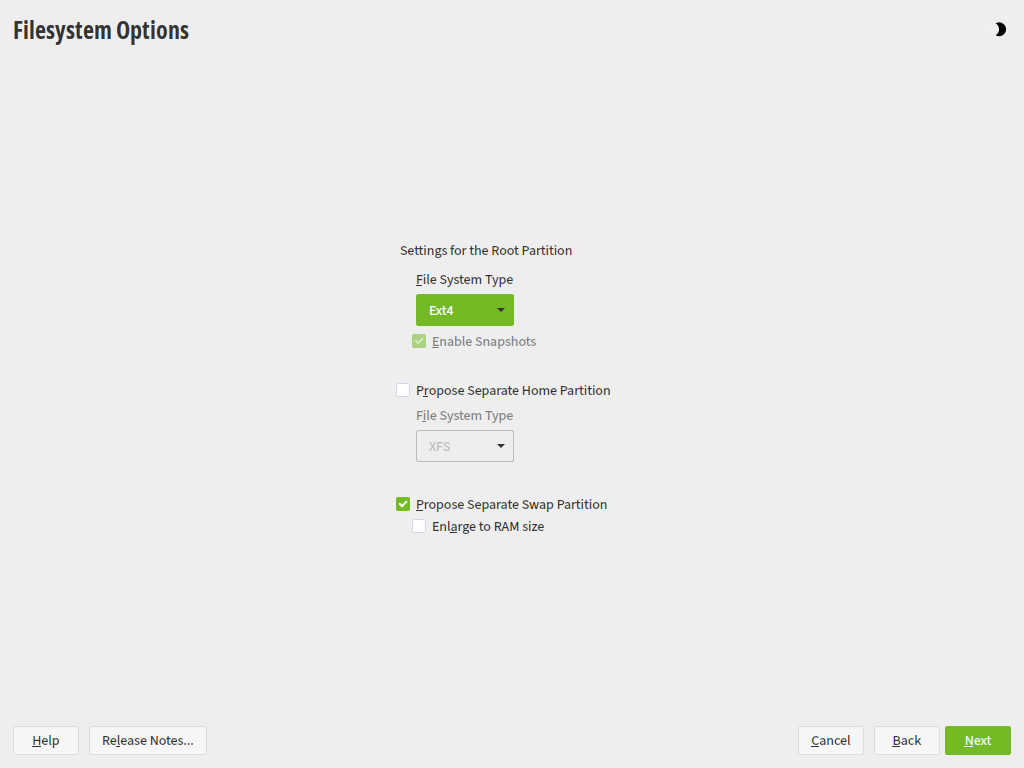 Filesystem Options
Settings for the Root Partition
File System Type
Ext4
Enable Snapshots
Propose Separate Home Partition
File System Type
XFS
Propose Separate Swap Partition
Enlarge to RAM size
Help Release Notes... Cancel Back Next